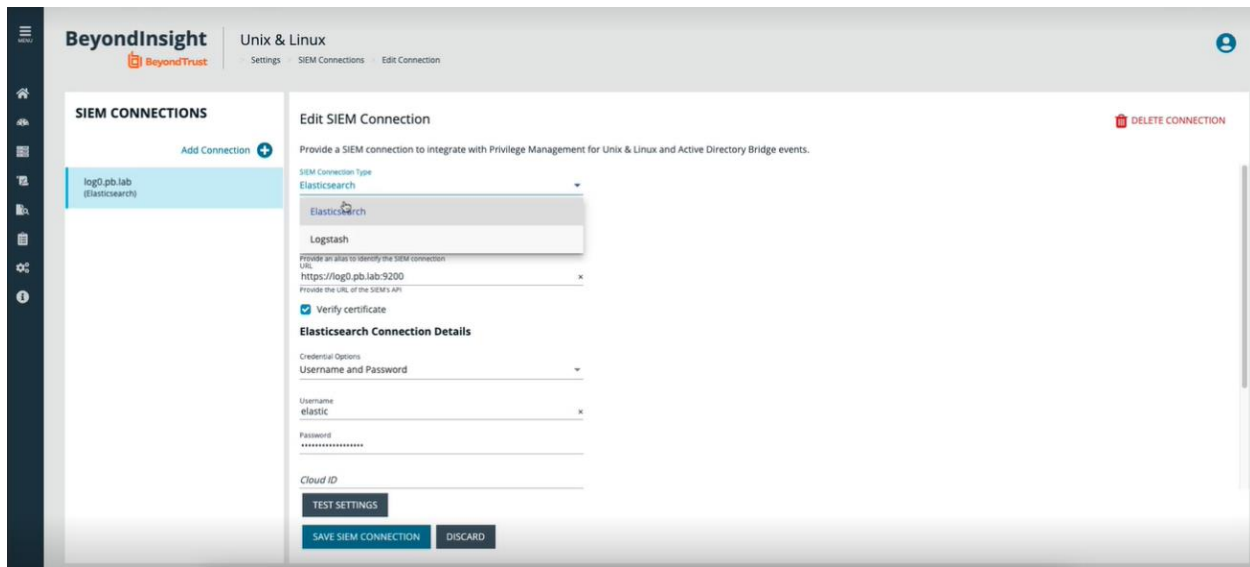 MENU
BeyondInsight
BeyondTrust
Unix & Linux
Settings SIEM Connections Edit Connection
SIEM CONNECTIONS
Add Connection
log0.pb.lab
(Elasticsearch)
Edit SIEM Connection
DELETE CONNECTION
Provide a SIEM connection to integrate with Privilege Management for Unix & Linux and Active Directory Bridge events.
SIEM Connection Type
Elasticsearch
Elasticsearch
Logstash
Provide an alias to identify the SIEM connection
URL
https://log0.pb.lab:9200
Provide the URL of the SIEM's API
Verify certificate
Elasticsearch Connection Details
Credential Options
Username and Password
Username
elastic
Password
Cloud ID
TEST SETTINGS
SAVE SIEM CONNECTION
DISCARD